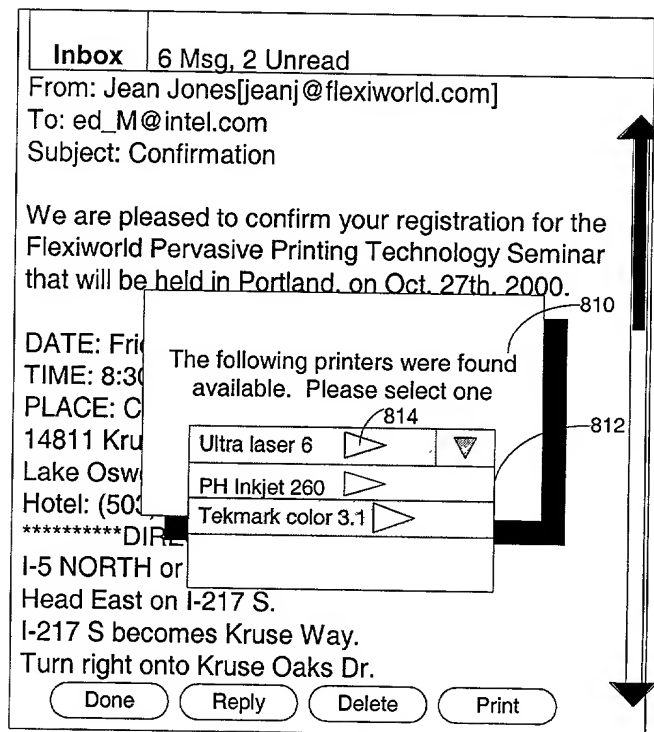 Inbox 6 Msg, 2 Unread
From: Jean Jones[jeanj@flexiworld.com]
To: ed_M@intel.com
Subject: Confirmation
We are pleased to confirm your registration for the
Flexiworld Pervasive Printing Technology Seminar
that will be held in Portland, on Oct. 27th, 2000.
810
DATE: Fri
The following printers were found
TIME: 8:30
available. Please select one
PLACE: C
814
812
14811 Kru
Ultra laser 6
Lake Osw
PH Inkjet 260
Hotel: (503
Tekmark color 3.1
**********DIRE
I-5 NORTH or
Head East on I-217 S.
I-217 S becomes Kruse Way.
Turn right onto Kruse Oaks Dr.
Done Reply Delete Print